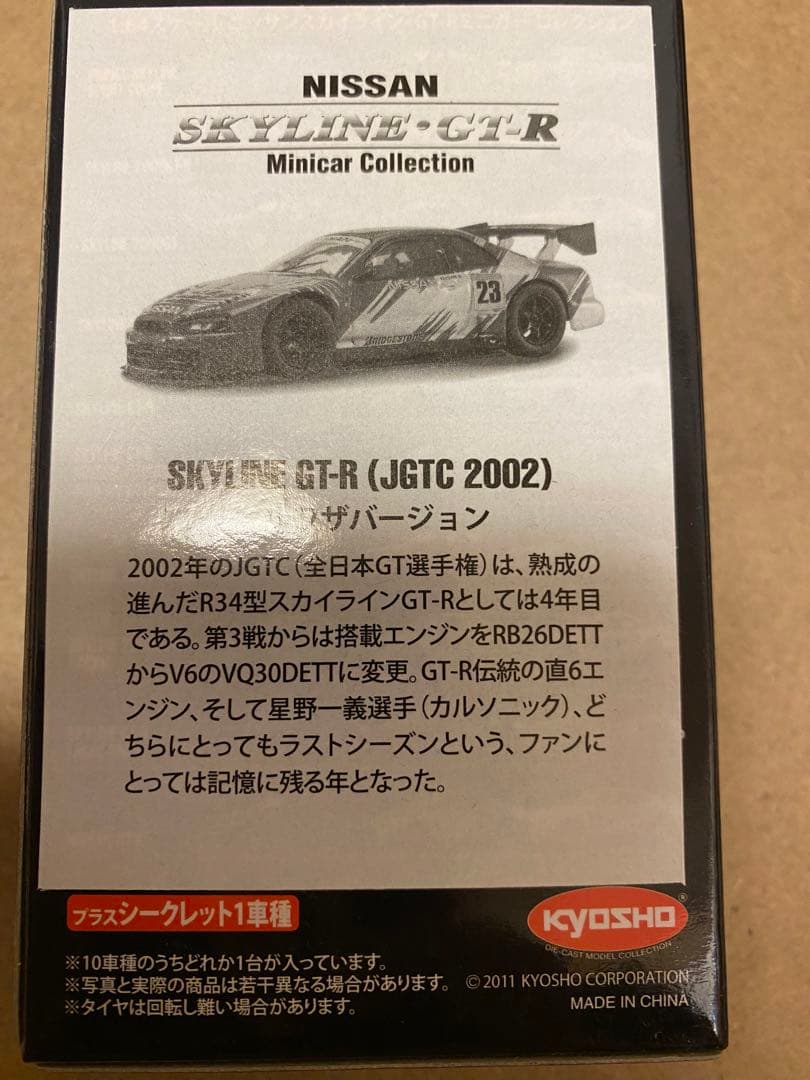 NISSAN
SKYLINE・GT-R
Minicar Collection
NISSAN
23
BRIDGESTONE
SKYLINE GT-R (JGTC 2002)
ザバージョン
2002年のJGTC(全日本GT選手権)は、熟成の
進んだR34型スカイラインGT-Rとしては4年目
である。第3戦からは搭載エンジンをRB26DETT
からV6のVQ30DETTに変更。GT-R伝統の直6エ
ンジン、そして星野一義選手(カルソニック)、ど
ちらにとってもラストシーズンという、ファンに
とっては記憶に残る年となった。
プラスシークレット1車種
KYOSHO
®
DIE-CAST MODEL COLLECTION
※10車種のうちどれか1台が入っています。
※写真と実際の商品は若干異なる場合があります。
© 2011 KYOSHO CORPORATION
※タイヤは回転し難い場合があります。
MADE IN CHINA